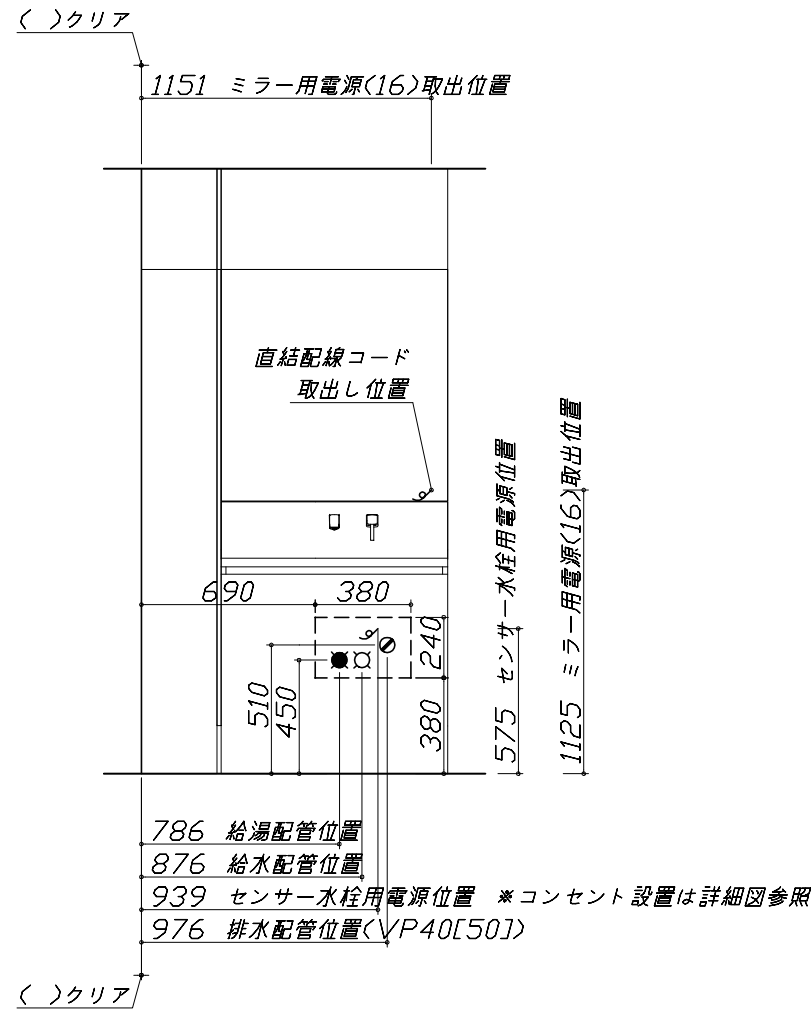 ( )クリア
1151 ミラー用電源(16)取出位置
直結配線コード
取出し位置
690
380
240
380
510
450
575 センサー水栓用電源位置
1125 ミラー用電源(16)取出位置
786 給湯配管位置
876 給水配管位置
939 センサー水栓用電源位置 ※コンセント設置は詳細図参照
976 排水配管位置(VP40[50])
( )クリア